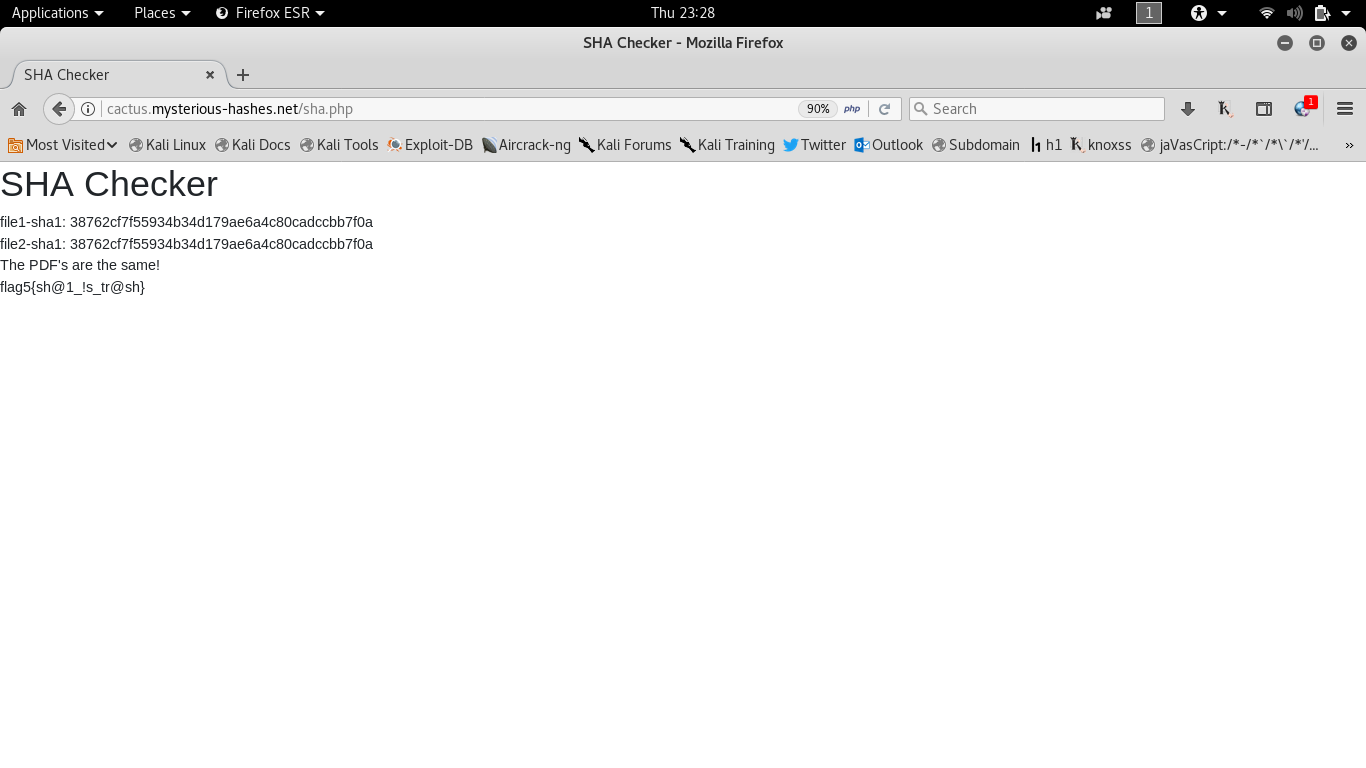 Applications Places Firefox ESR Thu 23:28 1
SHA Checker - Mozilla Firefox
SHA Checker
cactus.mysterious-hashes.net/sha.php 90% php Search 1
Most Visited Kali Linux Kali Docs Kali Tools Exploit-DB Aircrack-ng Kali Forums Kali Training Twitter Outlook Subdomain h1 knoxss jaVasCript:/*-/*`/*\`/*'/... »
SHA Checker
file1-sha1: 38762cf7f55934b34d179ae6a4c80cadccbb7f0a
file2-sha1: 38762cf7f55934b34d179ae6a4c80cadccbb7f0a
The PDF's are the same!
flag5{sh@1_!s_tr@sh}